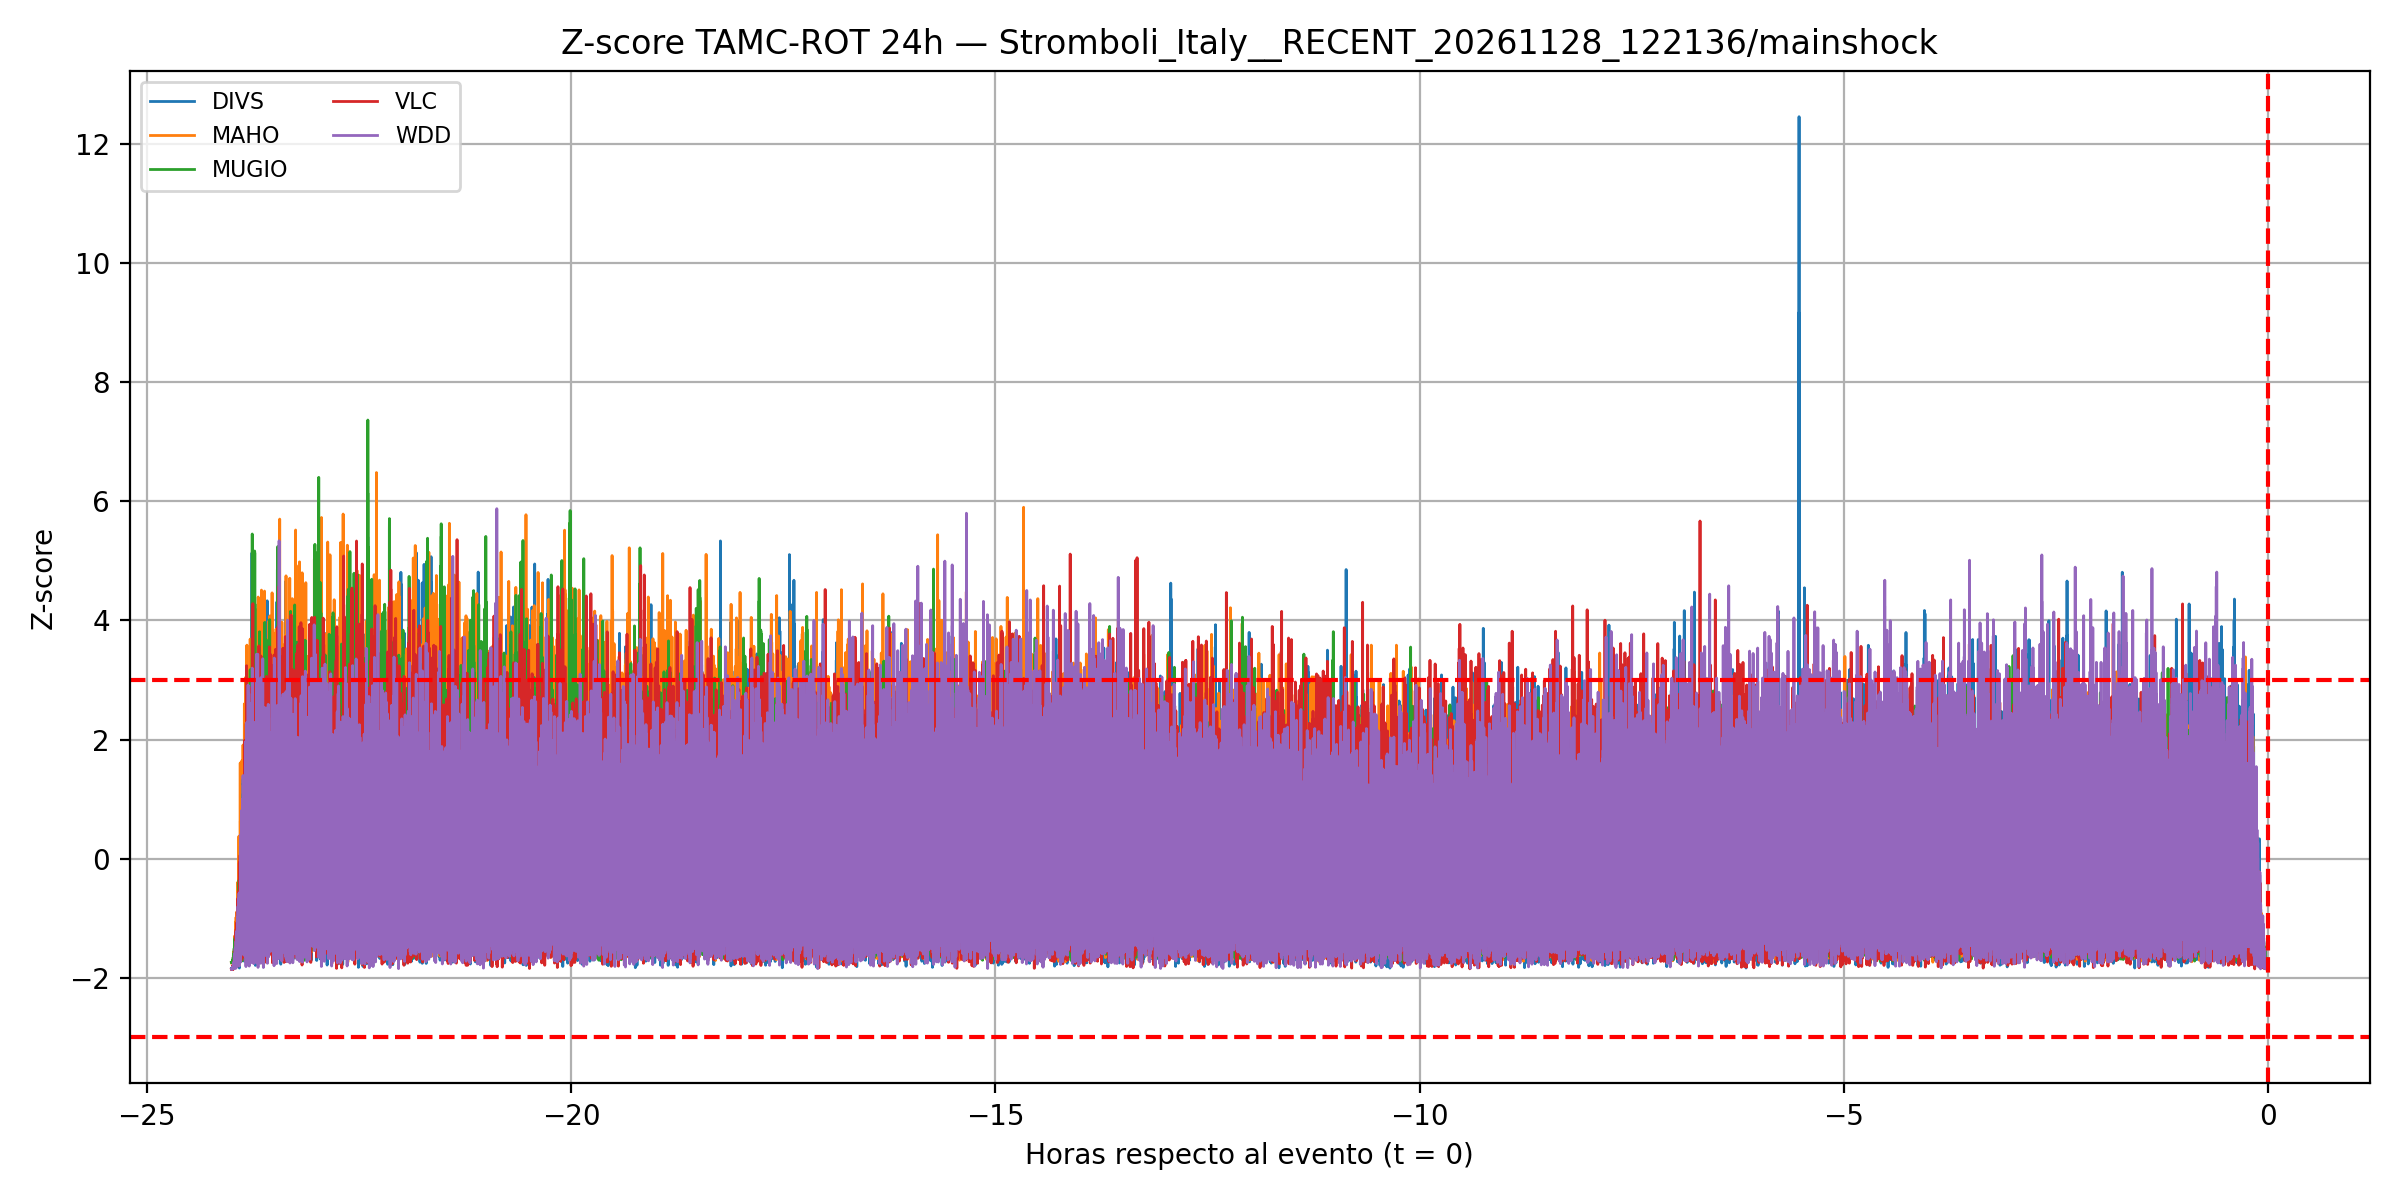 Z-score TAMC-ROT 24h — Stromboli_Italy__RECENT_20261128_122136/mainshock
DIVS
MAHO
MUGIO
VLC
WDD
Z-score
12
10
8
6
4
2
0
−2
−25
−20
−15
−10
−5
0
Horas respecto al evento (t = 0)